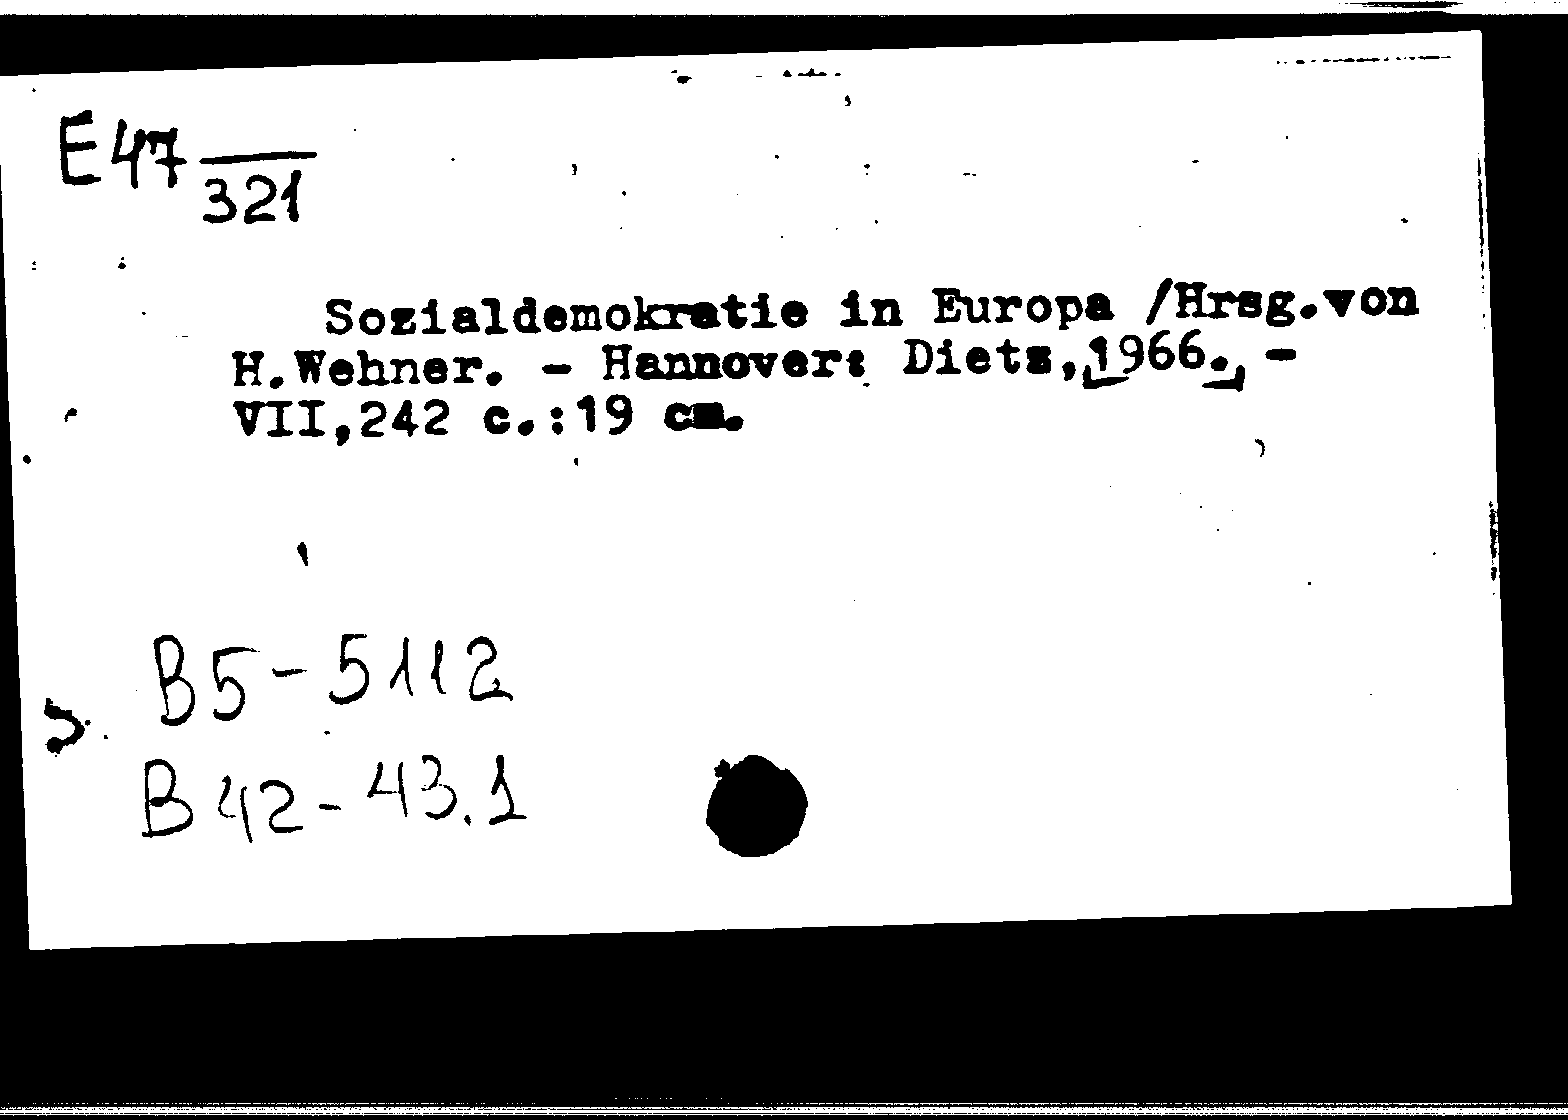 E47
321
Sozialdemokratie in Europa /Hrsg.von
H.Wehner. - Hannover: Dietz,[1966.] -
VII,242 c.:19 cm.
B5-5112
B42-43.1